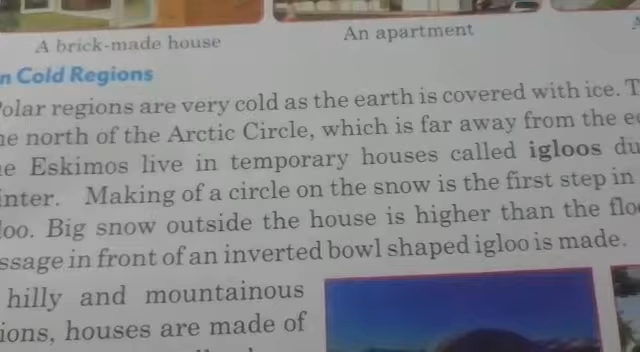 A brick-made house
An apartment
n Cold Regions
Polar regions are very cold as the earth is covered with ice. T
ne north of the Arctic Circle, which is far away from the e
e Eskimos live in temporary houses called igloos du
inter. Making of a circle on the snow is the first step in
loo. Big snow outside the house is higher than the flo
ssage in front of an inverted bowl shaped igloo is made.
hilly and mountainous
ions, houses are made of